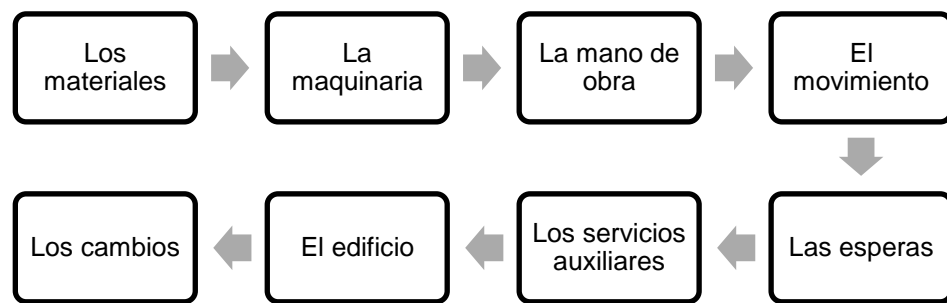 Los
materiales
La
maquinaria
La mano de
obra
El
movimiento
Las esperas
Los servicios
auxiliares
El edificio
Los cambios